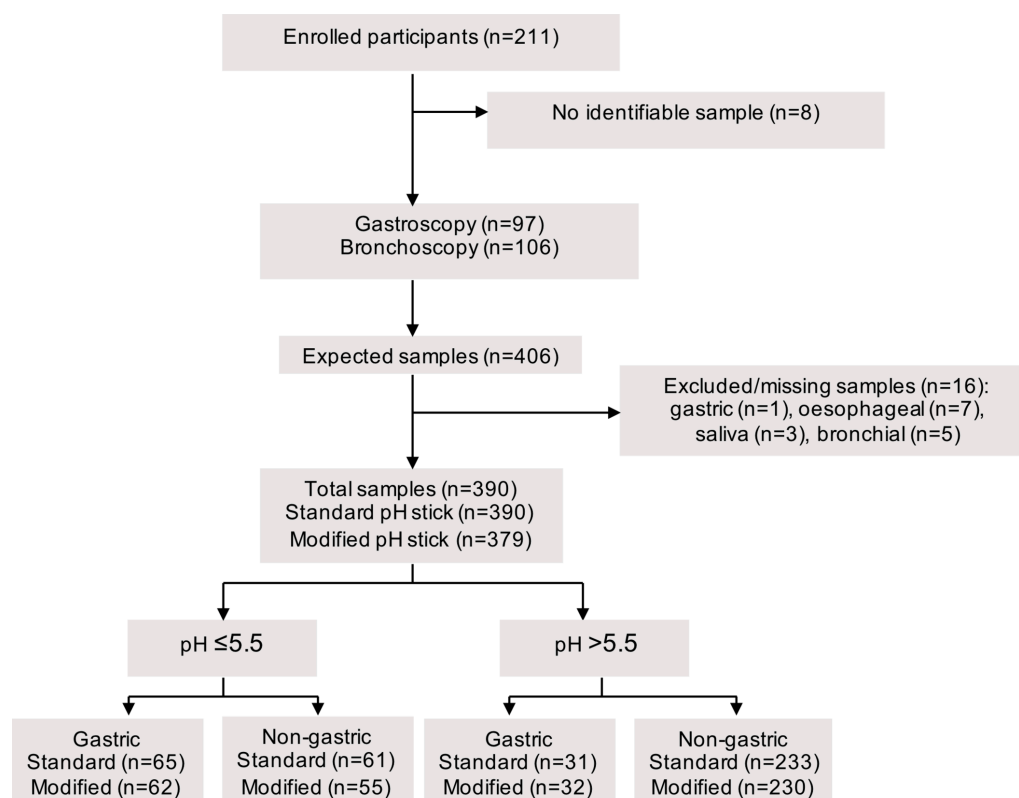 Enrolled participants (n=211)
No identifiable sample (n=8)
Gastroscopy (n=97)
Bronchoscopy (n=106)
Expected samples (n=406)
Excluded/missing samples (n=16):
gastric (n=1), oesophageal (n=7),
saliva (n=3), bronchial (n=5)
Total samples (n=390)
Standard pH stick (n=390)
Modified pH stick (n=379)
pH ≤5.5
pH >5.5
Gastric
Standard (n=65)
Modified (n=62)
Non-gastric
Standard (n=61)
Modified (n=55)
Gastric
Standard (n=31)
Modified (n=32)
Non-gastric
Standard (n=233)
Modified (n=230)